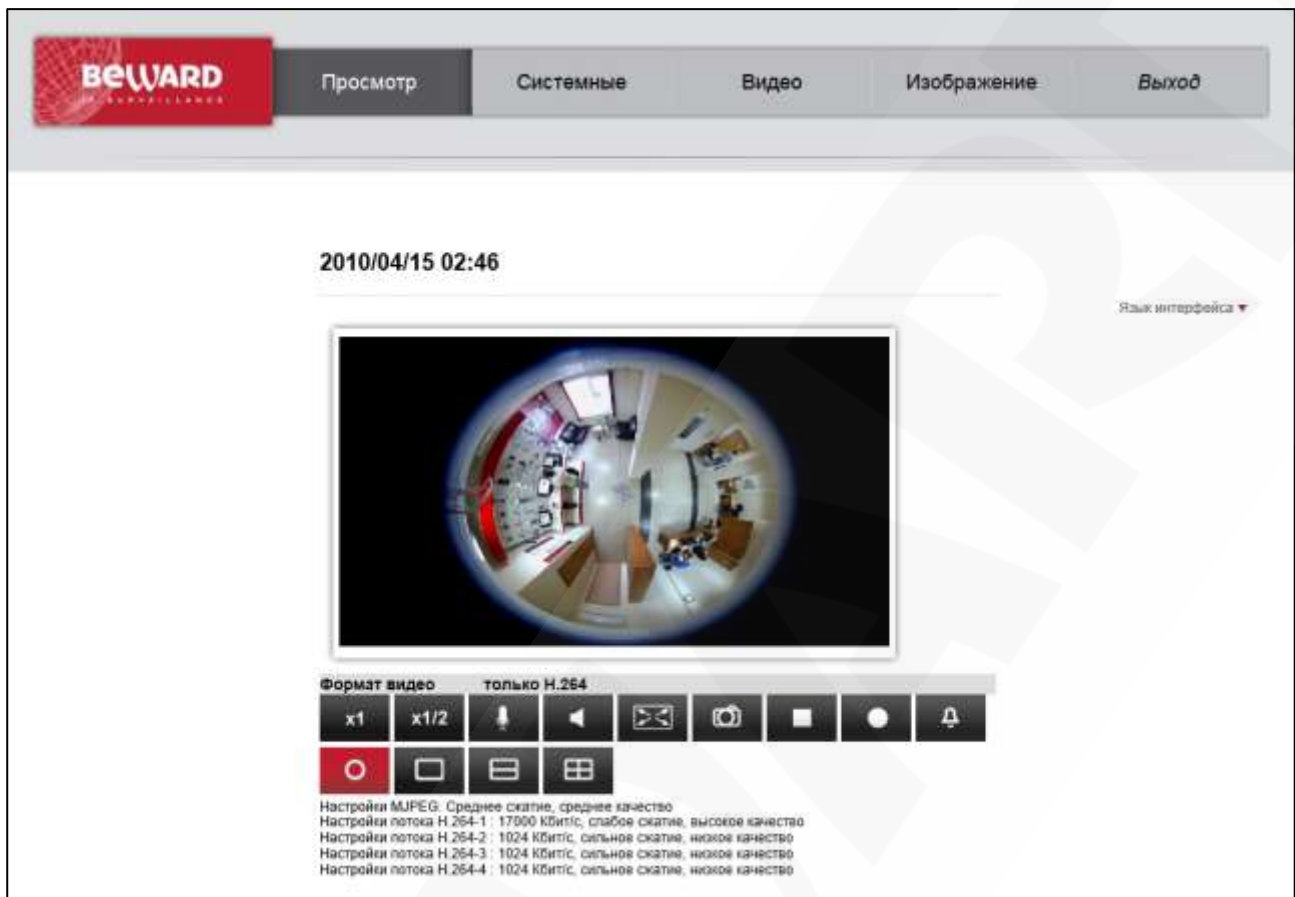 BEWARD
IP SURVEILLANCE
Просмотр Системные Видео Изображение Выход
2010/04/15 02:46
Язык интерфейса
Формат видео только H.264
x1 x1/2
Настройки MJPEG: Среднее сжатие, среднее качество
Настройки потока H.264-1 : 17000 Кбит/с, слабое сжатие, высокое качество
Настройки потока H.264-2 : 1024 Кбит/с, сильное сжатие, низкое качество
Настройки потока H.264-3 : 1024 Кбит/с, сильное сжатие, низкое качество
Настройки потока H.264-4 : 1024 Кбит/с, сильное сжатие, низкое качество